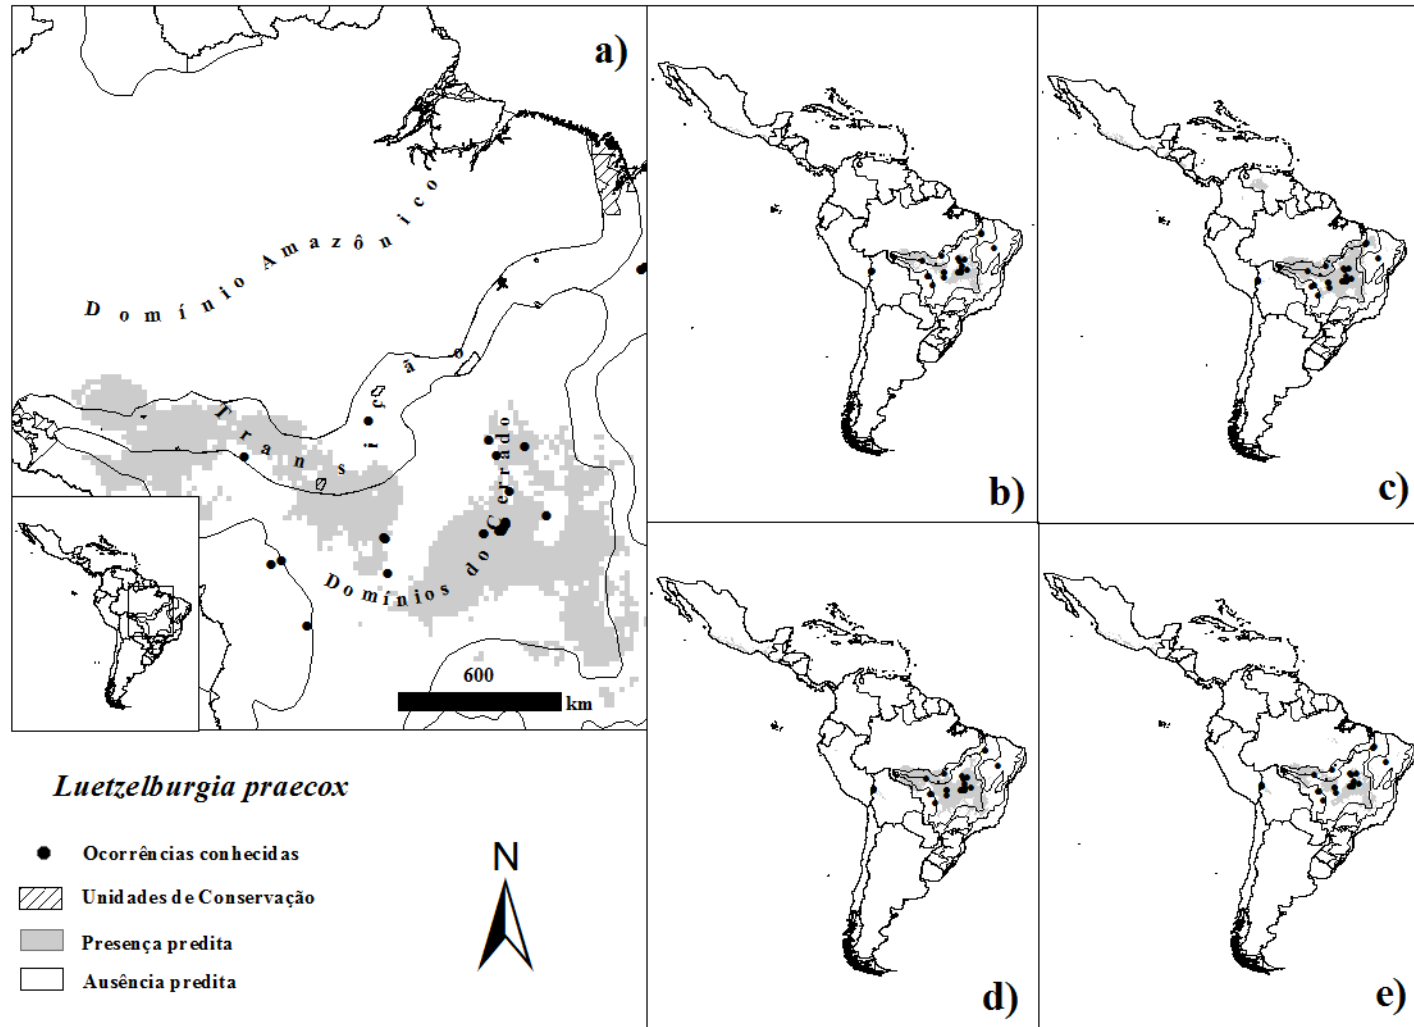 a)
b)
c)
Domínio Amazônico
Transição
Domínios do Cerrado
600
km
Luetzelburgia praecox
Ocorrências conhecidas
Unidades de Conservação
Presença predita
Ausência predita
N
d)
e)